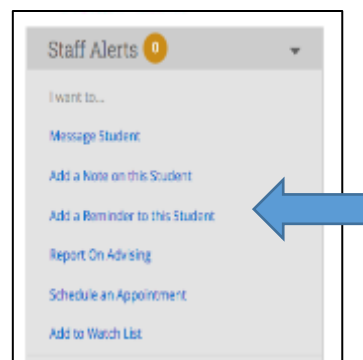 Staff Alerts 0
I want to...
Message Student
Add a Note on this Student
Add a Reminder to this Student
Report On Advising
Schedule an Appointment
Add to Watch List